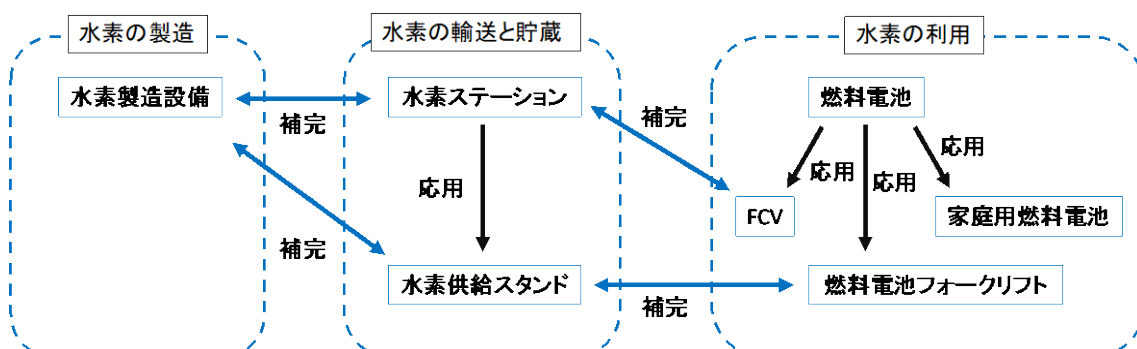 水素の製造
水素の輸送と貯蔵
水素の利用
水素製造設備
補完
水素ステーション
補完
燃料電池
応用
応用
応用
応用
FCV
家庭用燃料電池
補完
水素供給スタンド
補完
燃料電池フォークリフト